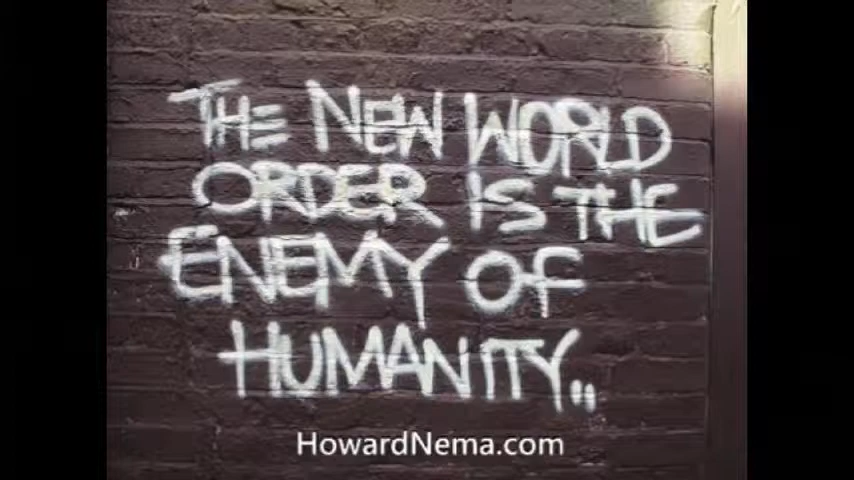 THE NEW WORLD
ORDER IS THE
ENEMY OF
HUMANITY..
HowardNema.com